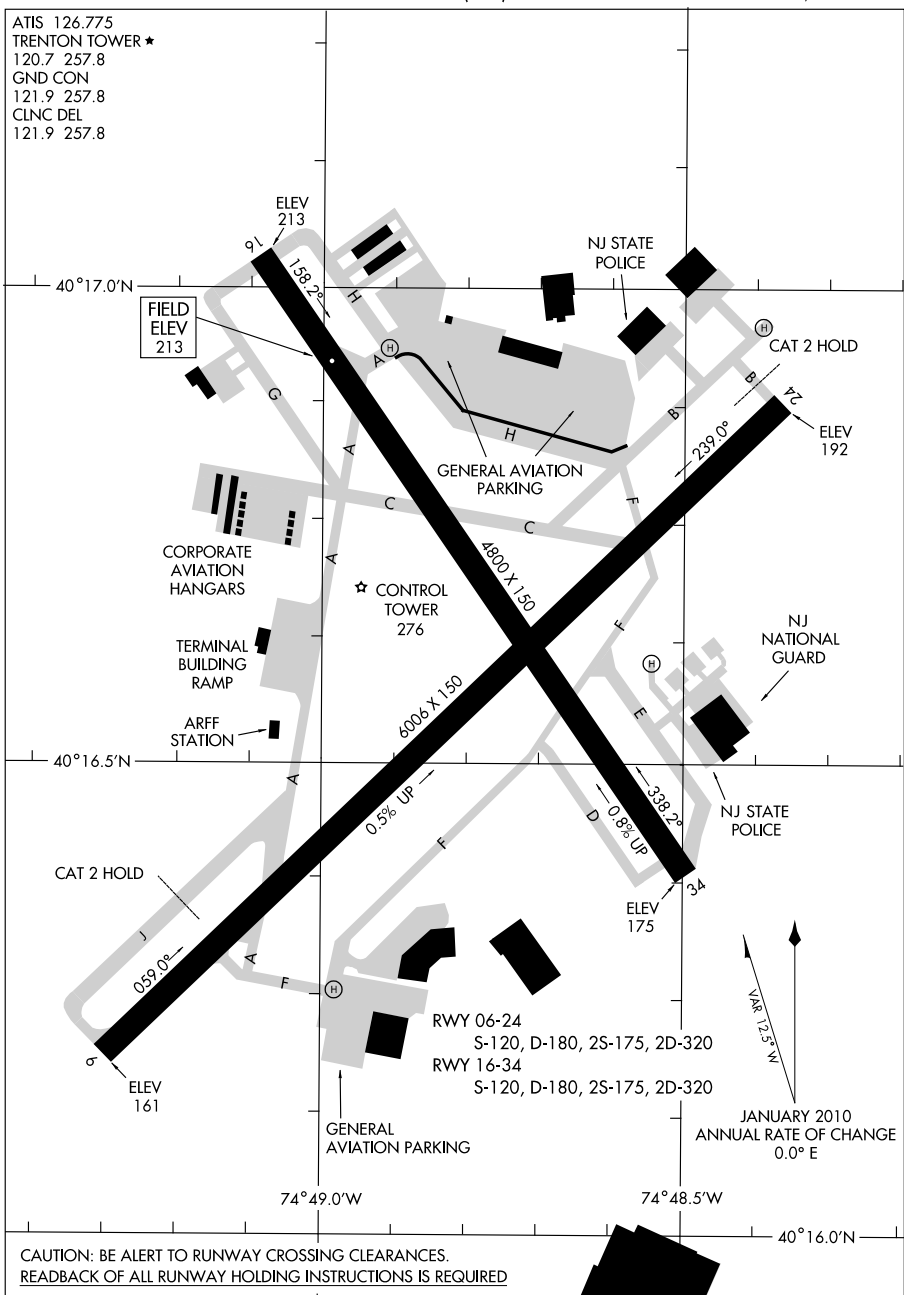 ATIS 126.775
TRENTON TOWER ★
120.7 257.8
GND CON
121.9 257.8
CLNC DEL
121.9 257.8
ELEV
213
16
158.2°
NJ STATE
POLICE
40°17.0'N
FIELD
ELEV
213
H
H
A
H
CAT 2 HOLD
B
24
G
B
239.0°
ELEV
192
H
A
GENERAL AVIATION
PARKING
F
C
C
CORPORATE
AVIATION
HANGARS
A
4800 X 150
CONTROL
TOWER
276
F
NJ
NATIONAL
GUARD
H
TERMINAL
BUILDING
RAMP
6006 X 150
E
ARFF
STATION
40°16.5'N
A
0.5% UP
338.2°
0.8% UP
D
NJ STATE
POLICE
F
CAT 2 HOLD
34
ELEV
175
J
059.0°
A
F
H
VAR 12.5° W
RWY 06-24
S-120, D-180, 2S-175, 2D-320
RWY 16-34
S-120, D-180, 2S-175, 2D-320
6
ELEV
161
GENERAL
AVIATION PARKING
JANUARY 2010
ANNUAL RATE OF CHANGE
0.0° E
74°49.0'W
74°48.5'W
40°16.0'N
CAUTION: BE ALERT TO RUNWAY CROSSING CLEARANCES.
READBACK OF ALL RUNWAY HOLDING INSTRUCTIONS IS REQUIRED